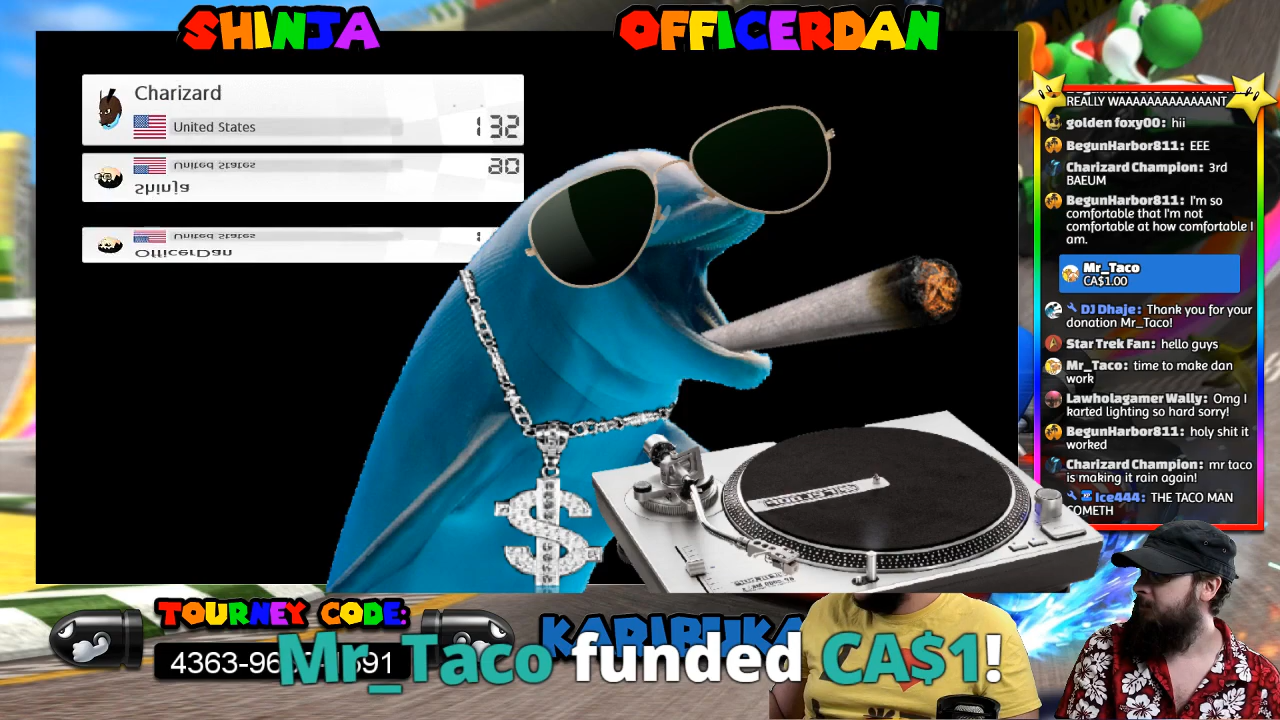 SHINJA
OFFICERDAN
Charizard
United States
132
United States
90
Shinja
United States
OfficerDan
REALLY WAAAAAAAAAAAAANT
golden foxy00: hii
BegunHarbor811: EEE
Charizard Champion: 3rd
BAEUM
BegunHarbor811: I'm so
comfortable that I'm not
comfortable at how comfortable I
am.
Mr_Taco
CA$1.00
DJ Dhaje: Thank you for your
donation Mr_Taco!
Star Trek Fan: hello guys
Mr_Taco: time to make dan
work
Lawholagamer Wally: Omg I
karted lighting so hard sorry!
BegunHarbor811: holy shit it
worked
Charizard Champion: mr taco
is making it rain again!
Ice444: THE TACO MAN
COMETH
TOURNEY CODE:
KARIBUKA
4363-96
591
Mr_Taco funded CA$1!